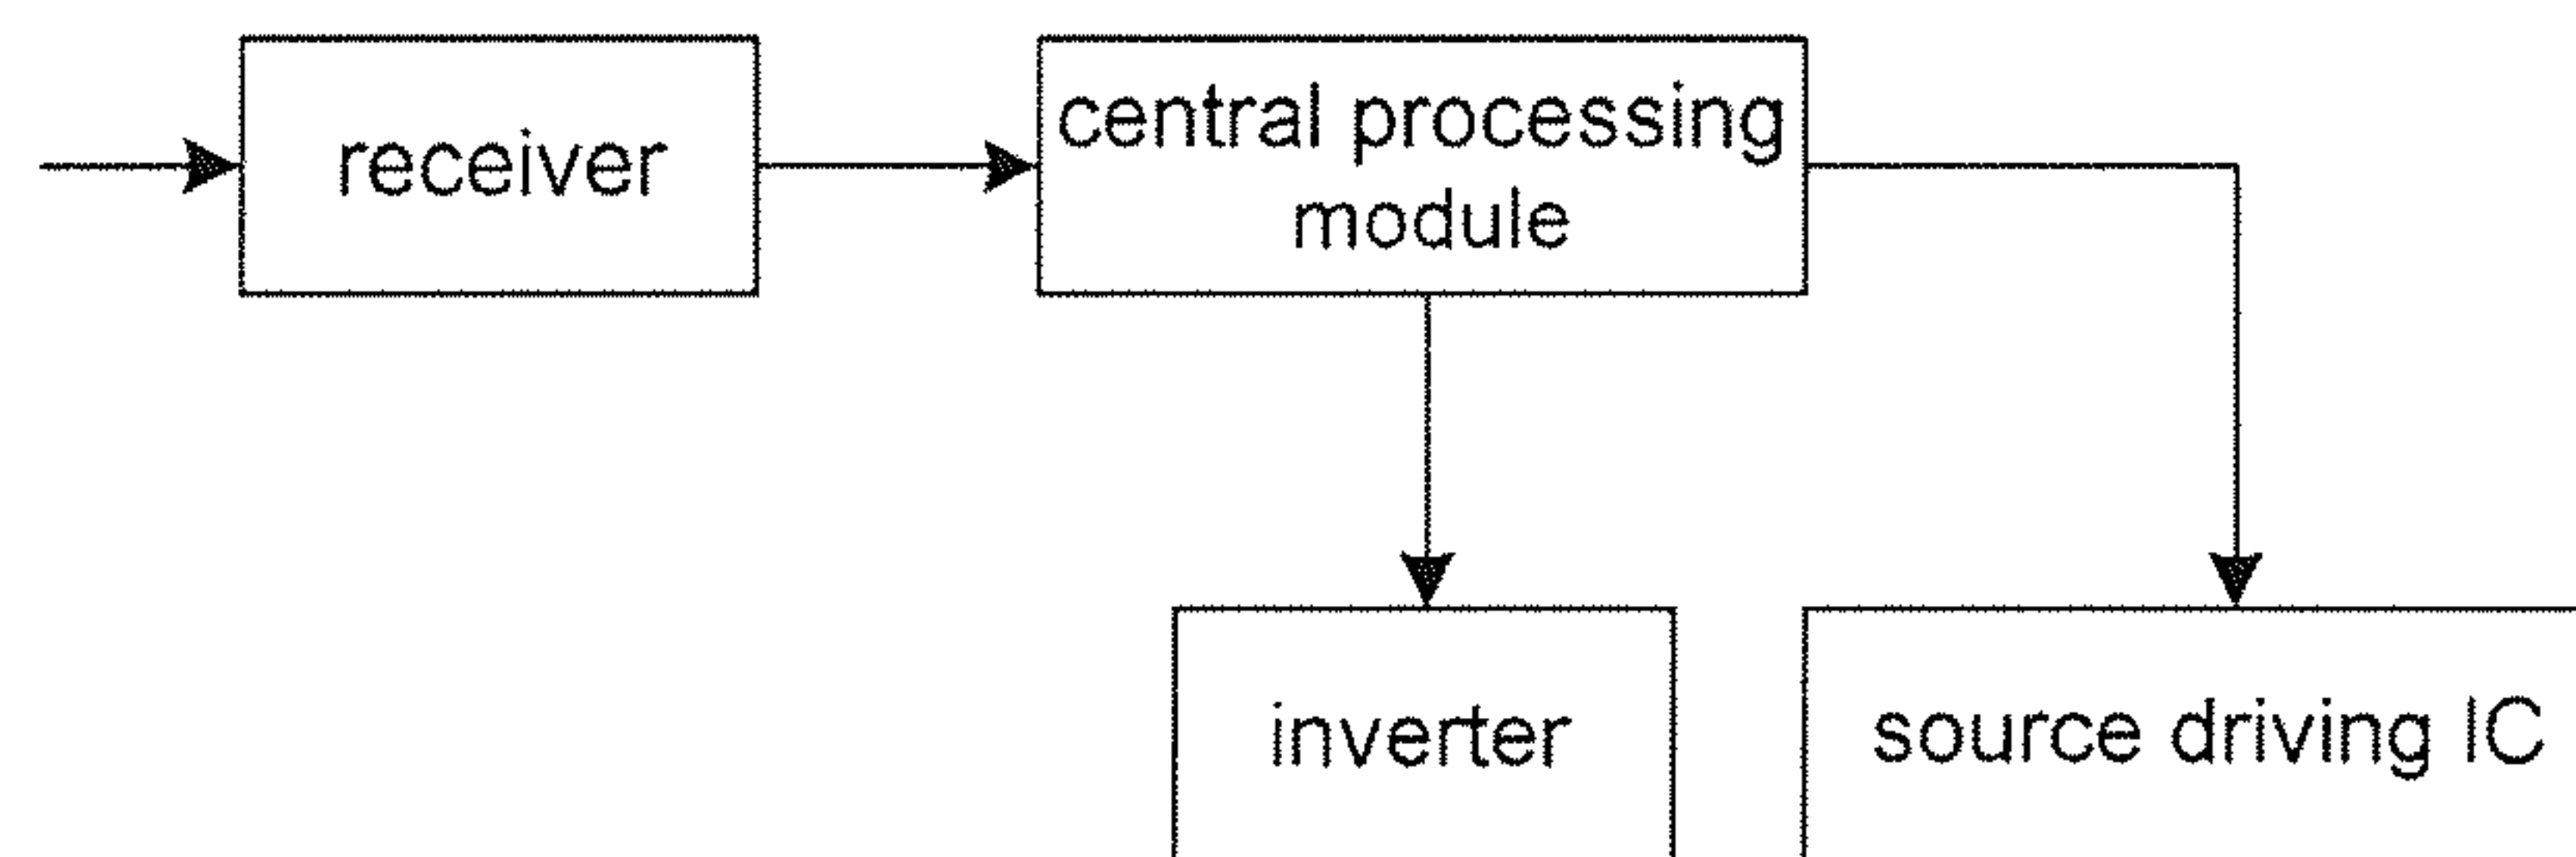 receiver
central processing
module
inverter
source driving IC